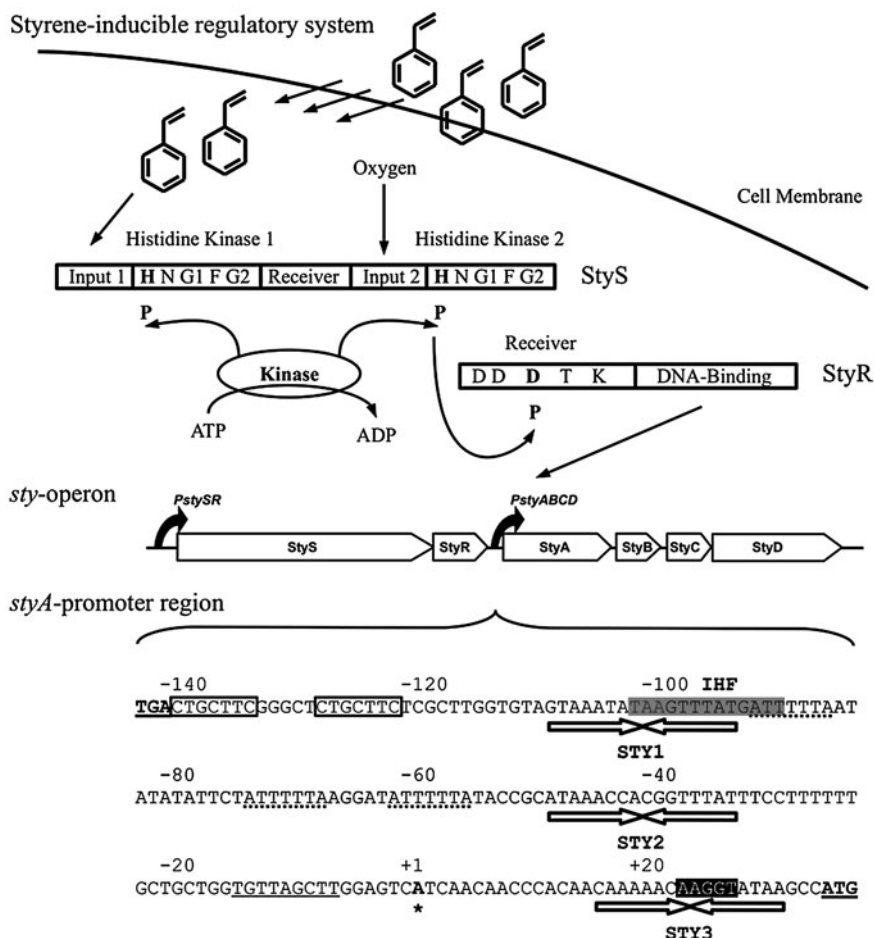 Styrene-inducible regulatory system
Oxygen
Cell Membrane
Histidine Kinase 1 Histidine Kinase 2
Input 1 H N G1 F G2 Receiver Input 2 H N G1 F G2 StyS
P P
Receiver
Kinase
D D D T K DNA-Binding StyR
P
ATP ADP
sty-operon
PstySR PstyABCD
StyS StyR StyA StyB StyC StyD
styA-promoter region
-140 -120 -100 IHF
TGACTGCTTCGGGCTCTGCTTCTCGCTTGGTGTAGTAAATATAAGTTTATGATTTTTTAAT
STY1
-80 -60 -40
ATATATTCTATTTTTAAGGATATTTTTATACCGCATAAACCACGGTTTATTTCCTTTTTT
STY2
-20 +1 +20
GCTGCTGGTGTTAGCTTGGAGTCATCAACAACCCACAACAAAAACAAGGTATAAGCCATG
*
STY3